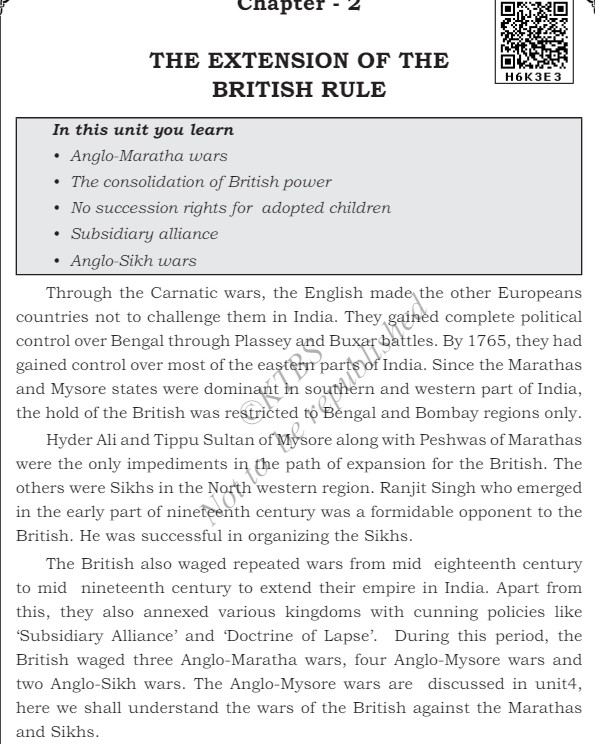 Chapter - 2
H6K3E3
THE EXTENSION OF THE
BRITISH RULE
In this unit you learn
• Anglo-Maratha wars
• The consolidation of British power
• No succession rights for adopted children
• Subsidiary alliance
• Anglo-Sikh wars
Through the Carnatic wars, the English made the other Europeans
countries not to challenge them in India. They gained complete political
control over Bengal through Plassey and Buxar battles. By 1765, they had
gained control over most of the eastern parts of India. Since the Marathas
and Mysore states were dominant in southern and western part of India,
the hold of the British was restricted to Bengal and Bombay regions only.
Hyder Ali and Tippu Sultan of Mysore along with Peshwas of Marathas
were the only impediments in the path of expansion for the British. The
others were Sikhs in the North western region. Ranjit Singh who emerged
in the early part of nineteenth century was a formidable opponent to the
British. He was successful in organizing the Sikhs.
The British also waged repeated wars from mid eighteenth century
to mid nineteenth century to extend their empire in India. Apart from
this, they also annexed various kingdoms with cunning policies like
‘Subsidiary Alliance’ and ‘Doctrine of Lapse’. During this period, the
British waged three Anglo-Maratha wars, four Anglo-Mysore wars and
two Anglo-Sikh wars. The Anglo-Mysore wars are discussed in unit4,
here we shall understand the wars of the British against the Marathas
and Sikhs.
©KTBS
Not to be republished